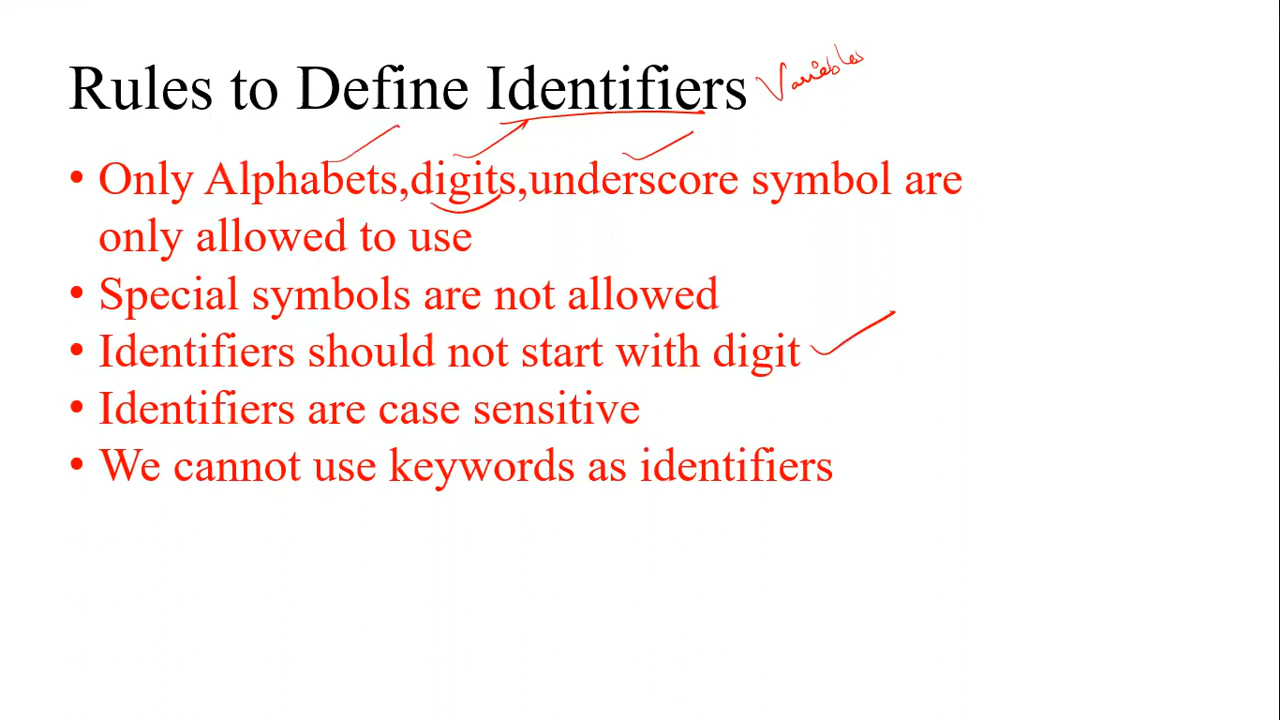 Rules to Define Identifiers Variables
• Only Alphabets,digits,underscore symbol are
only allowed to use
• Special symbols are not allowed
• Identifiers should not start with digit
• Identifiers are case sensitive
• We cannot use keywords as identifiers